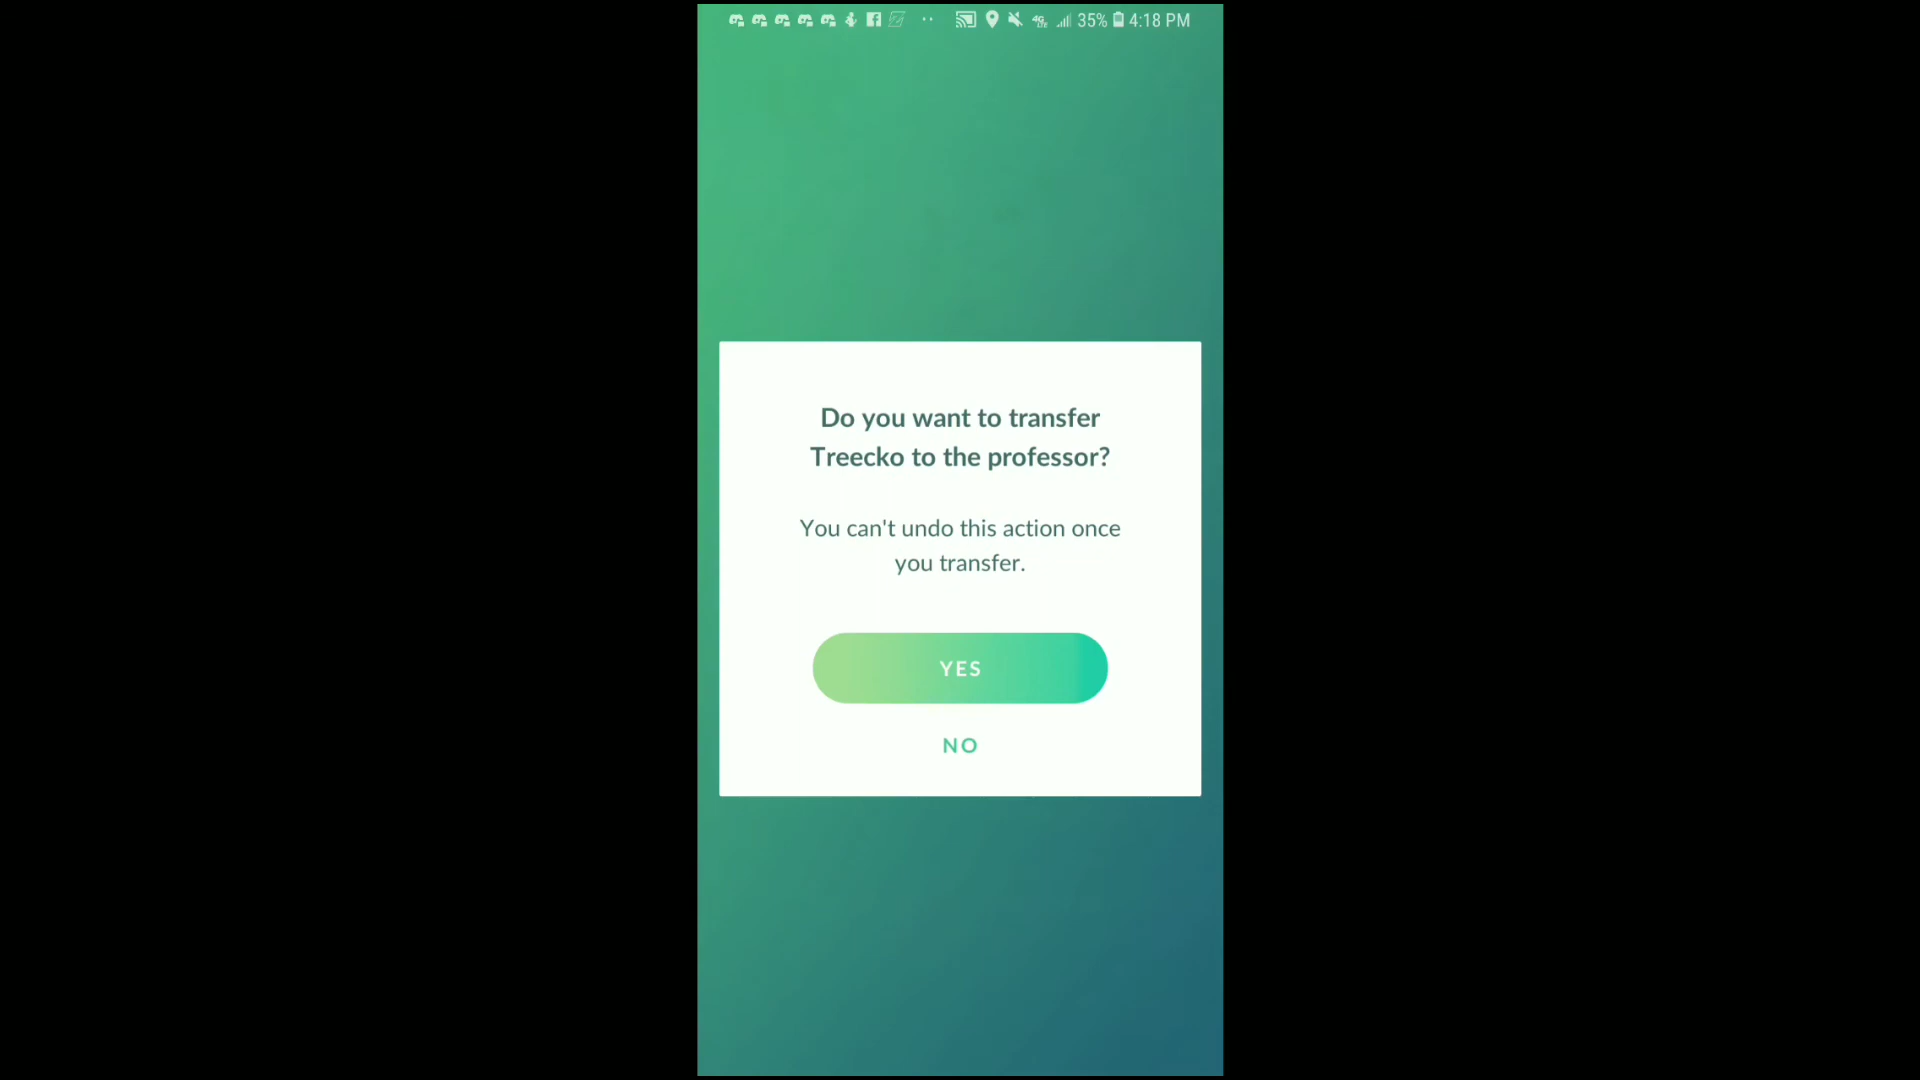 35% 4:18 PM
Do you want to transfer
Treecko to the professor?
You can't undo this action once
you transfer.
YES
NO